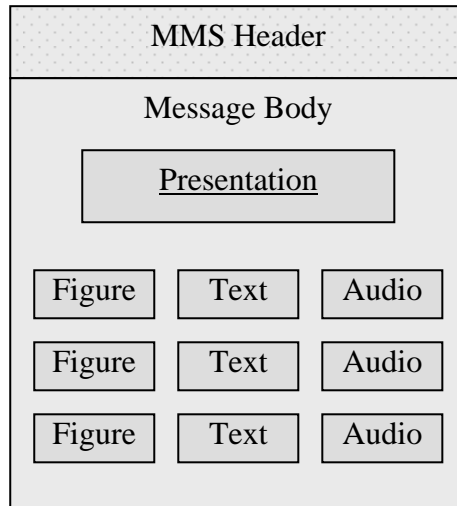 MMS Header
Message Body
Presentation
Figure Text Audio
Figure Text Audio
Figure Text Audio